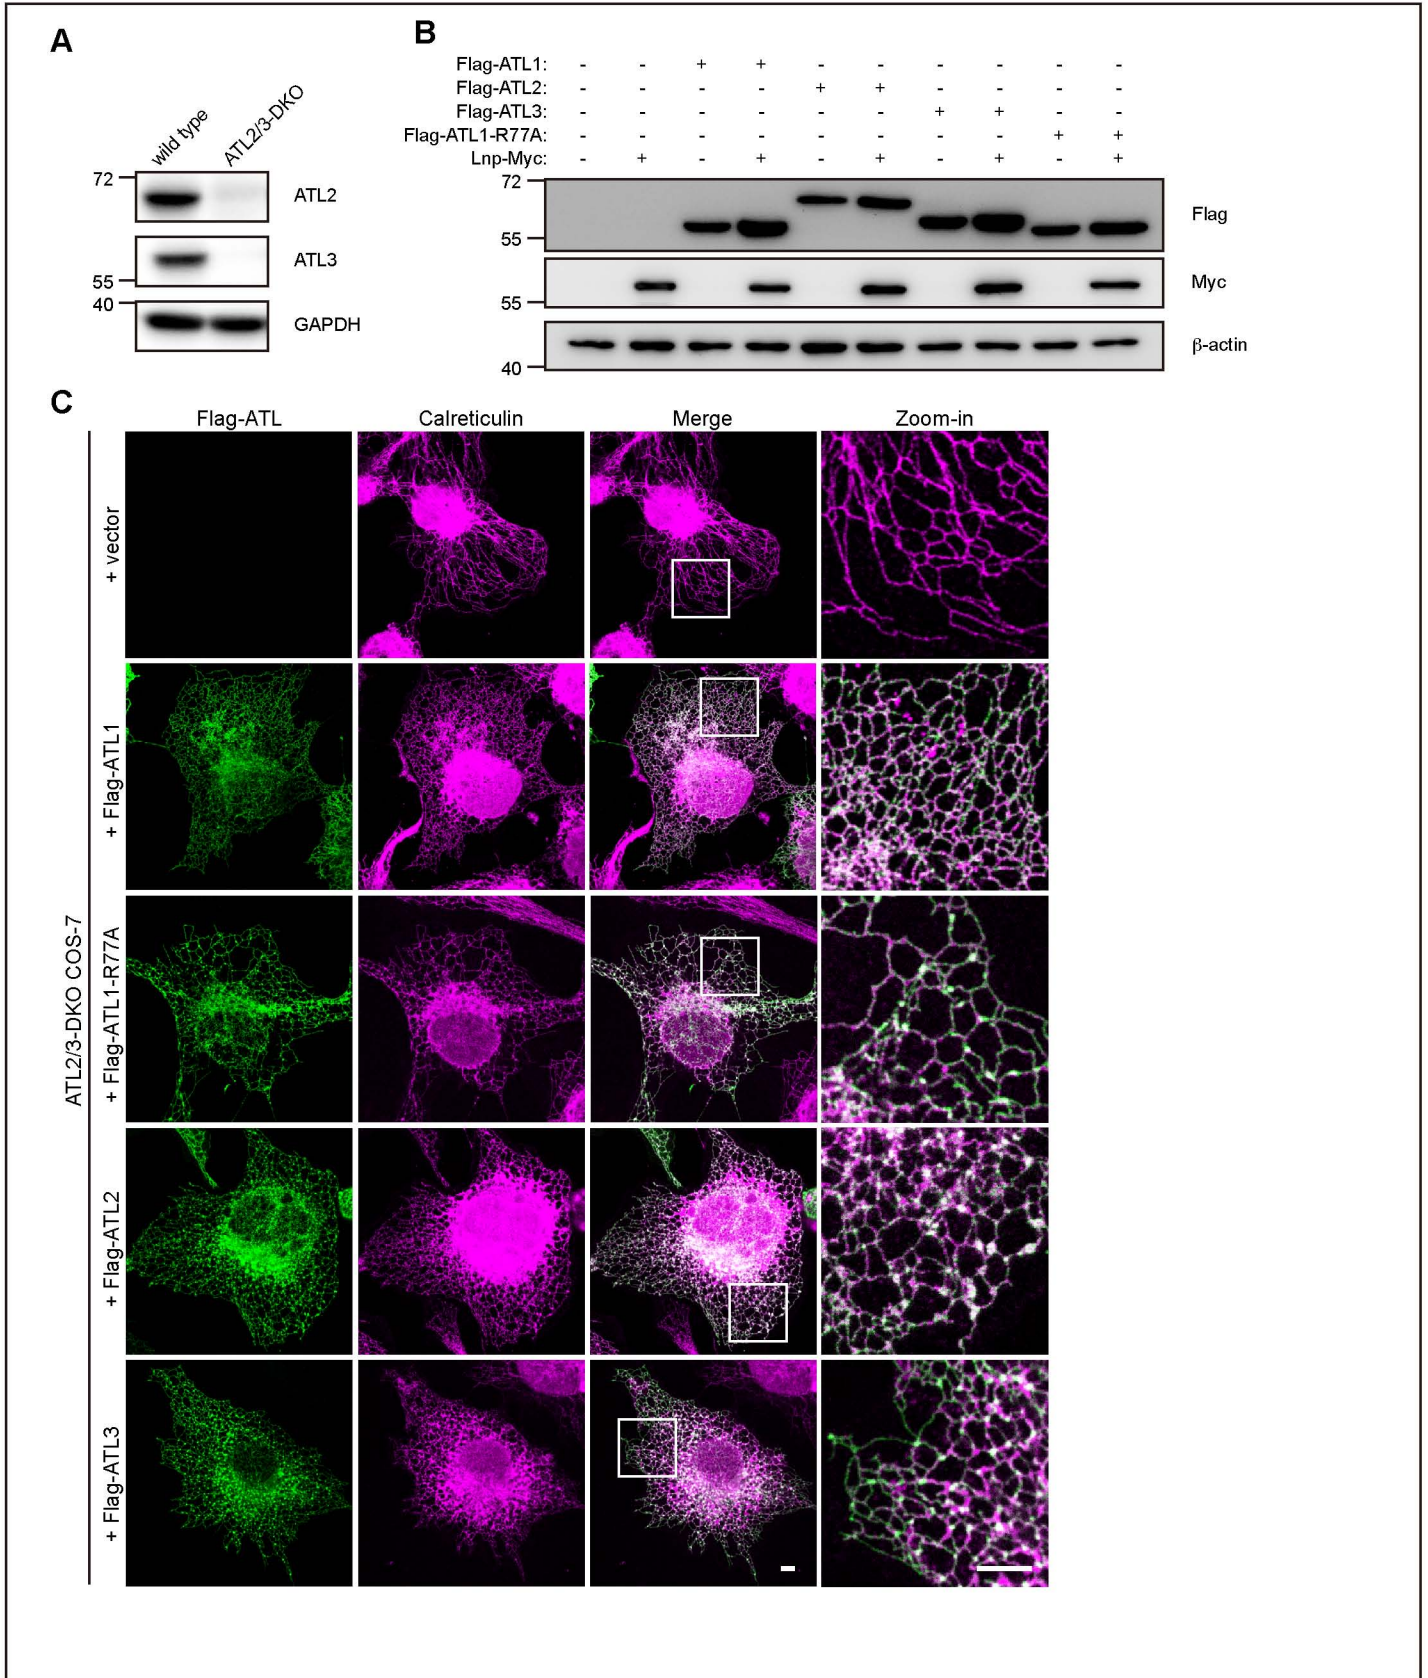 A
wild type
ATL2/3-DKO
72
ATL2
ATL3
55
40
GAPDH
B
Flag-ATL1: - - + + - - - - - -
Flag-ATL2: - - - - + + - - - -
Flag-ATL3: - - - - - - + + - -
Flag-ATL1-R77A: - - - - - - - - + +
Lnp-Myc: - + - + - + - + - +
72
Flag
55
Myc
55
β-actin
40
C
Flag-ATL Calreticulin Merge Zoom-in
ATL2/3-DKO COS-7
+ vector
+ Flag-ATL1
+ Flag-ATL1-R77A
+ Flag-ATL2
+ Flag-ATL3